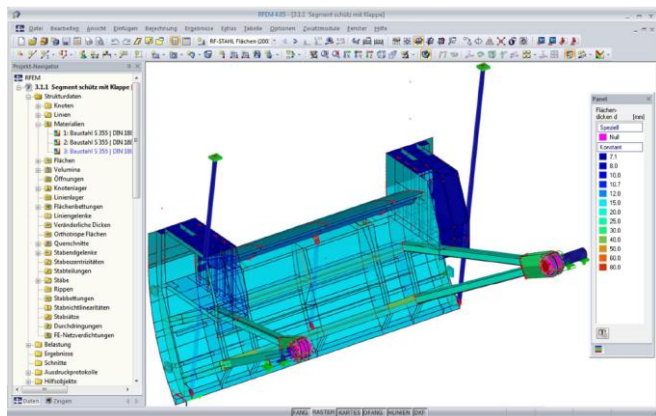 RFEM 4.05 - [3.1.1 Segment schütz mit Klappe]
Datei Bearbeiten Ansicht Einfügen Berechnung Ergebnisse Extras Tabelle Optionen Zusatzmodule Fenster Hilfe
RF-STAHL Flächen (200
Projekt-Navigator
RFEM
3.1.1 Segment schütz mit Klappe (
Strukturdaten
Knoten
Linien
Materialien
1: Baustahl S 355 | DIN 188
2: Baustahl S 355 | DIN 188
3: Baustahl S 355 | DIN 188
Flächen
Volumina
Öffnungen
Knotenlager
Linienlager
Flächenbettungen
Liniengelenke
Veränderliche Dicken
Orthotrope Flächen
Querschnitte
Stabendgelenke
Stabexzentrizitäten
Stabteilungen
Stäbe
Rippen
Stabbettungen
Stabnichtlinearitäten
Stabsätze
Durchdringungen
FE-Netzverdichtungen
Belastung
Ergebnisse
Schnitte
Ausdruckprotokolle
Hilfsobjekte
Daten Zeigen
Panel
Flächen-
dicken d [mm]
Speziell
Null
Konstant
7.1
8.0
10.0
10.7
12.0
15.0
20.0
25.0
30.0
40.0
50.0
60.0
80.0
FANG RASTER KARTES OFANG HLINIEN DXF